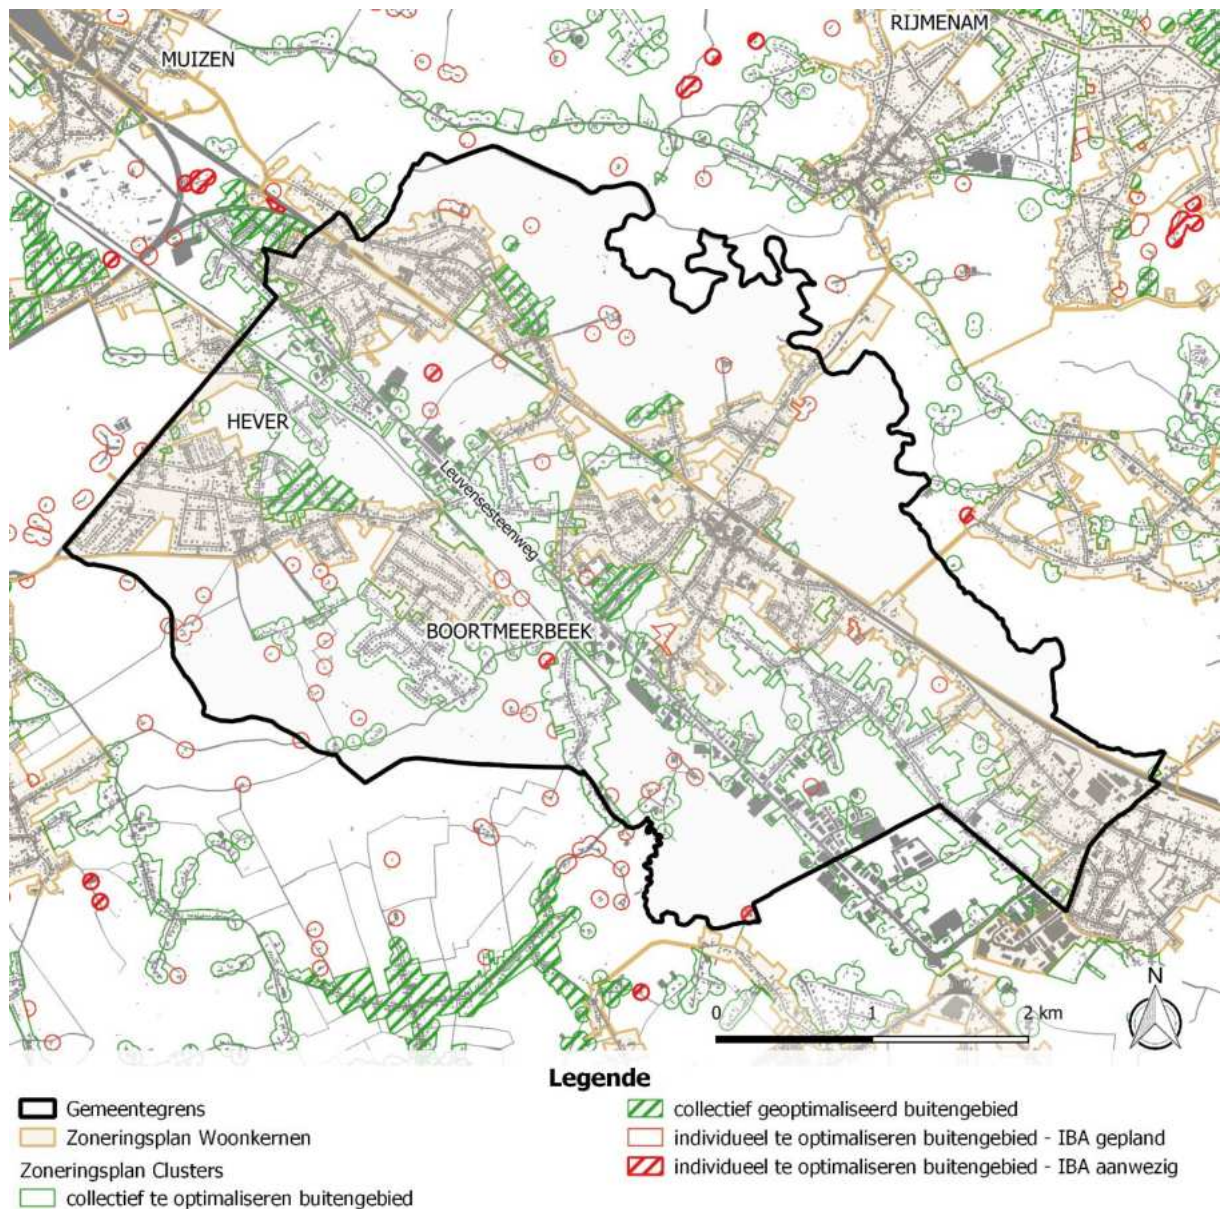 RIJMENAM
MUIZEN
HEVER
Leuvensesteenweg
BOORTMEERBEEK
N
0 1 2 km
Legende
Gemeentegrens
Zoneringsplan Woonkernen
Zoneringsplan Clusters
collectief te optimaliseren buitengebied
collectief geoptimaliseerd buitengebied
individueel te optimaliseren buitengebied - IBA gepland
individueel te optimaliseren buitengebied - IBA aanwezig